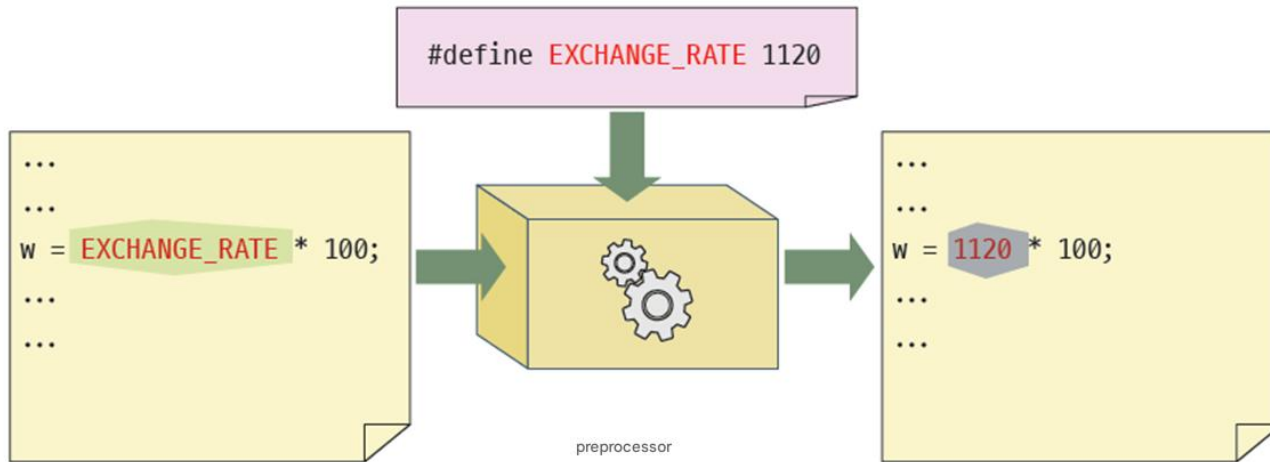 #define EXCHANGE_RATE 1120
...
...
w = EXCHANGE_RATE * 100;
...
...
preprocessor
...
...
w = 1120 * 100;
...
...